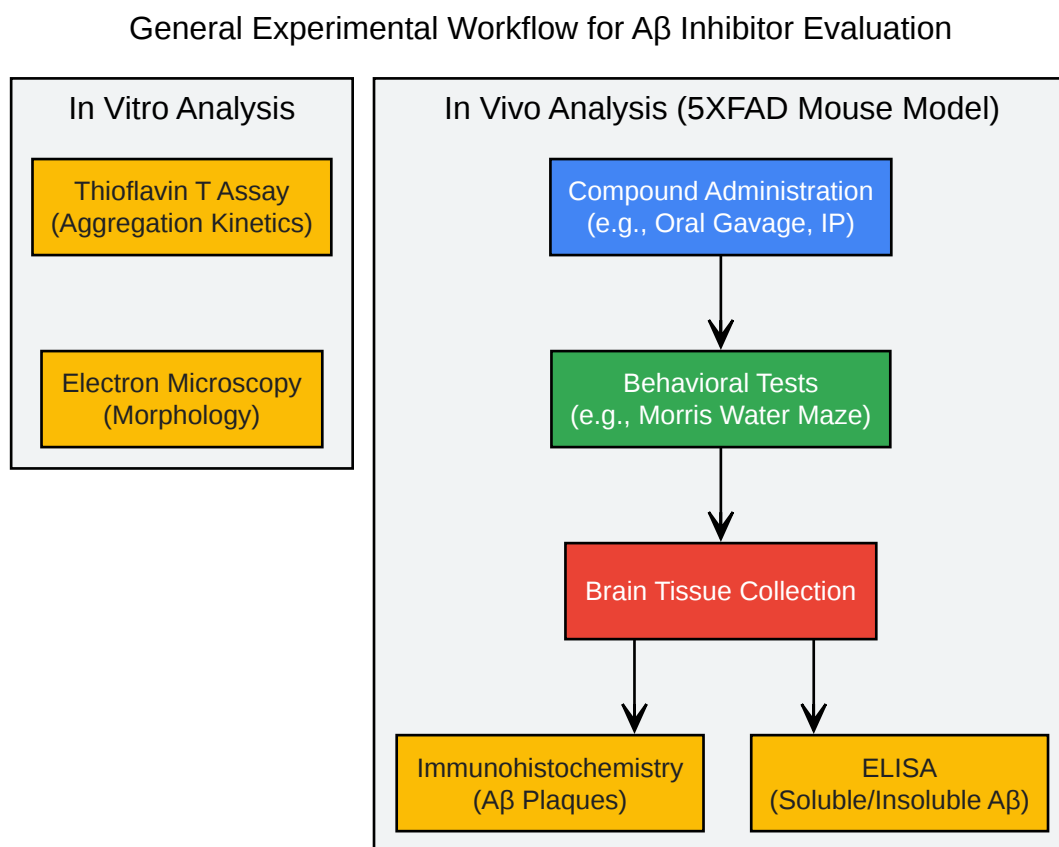 General Experimental Workflow for Aβ Inhibitor Evaluation
In Vitro Analysis
Thioflavin T Assay
(Aggregation Kinetics)
Electron Microscopy
(Morphology)
In Vivo Analysis (5XFAD Mouse Model)
Compound Administration
(e.g., Oral Gavage, IP)
Behavioral Tests
(e.g., Morris Water Maze)
Brain Tissue Collection
Immunohistochemistry
(Aβ Plaques)
ELISA
(Soluble/Insoluble Aβ)